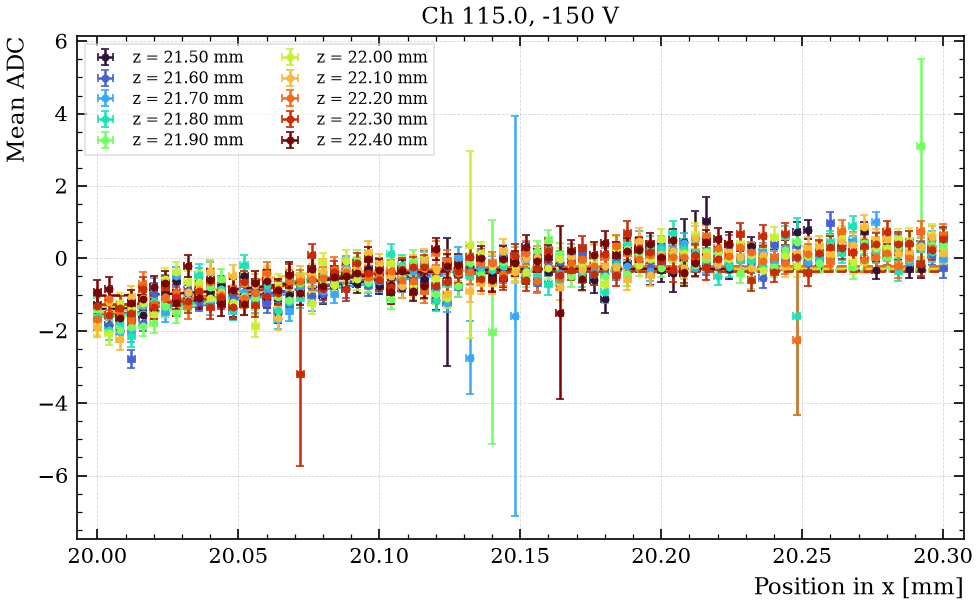 Ch 115.0, -150 V
Mean ADC
6
4
2
0
−2
−4
−6
z = 21.50 mm
z = 21.60 mm
z = 21.70 mm
z = 21.80 mm
z = 21.90 mm
z = 22.00 mm
z = 22.10 mm
z = 22.20 mm
z = 22.30 mm
z = 22.40 mm
20.00 20.05 20.10 20.15 20.20 20.25 20.30
Position in x [mm]